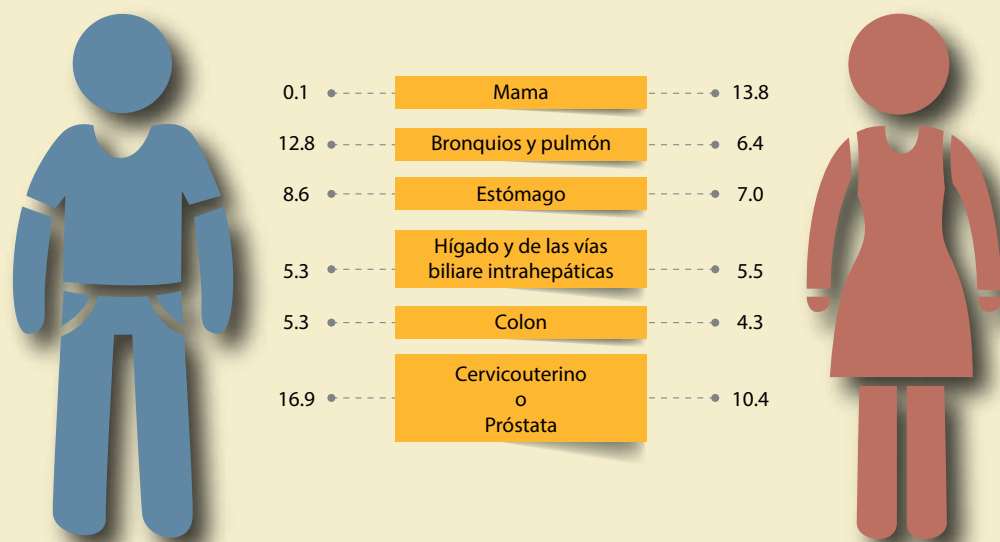 0.1 Mama 13.8
12.8 Bronquios y pulmón 6.4
8.6 Estómago 7.0
Hígado y de las vías
5.3 biliare intrahepáticas 5.5
5.3 Colon 4.3
Cervicouterino
16.9 o 10.4
Próstata